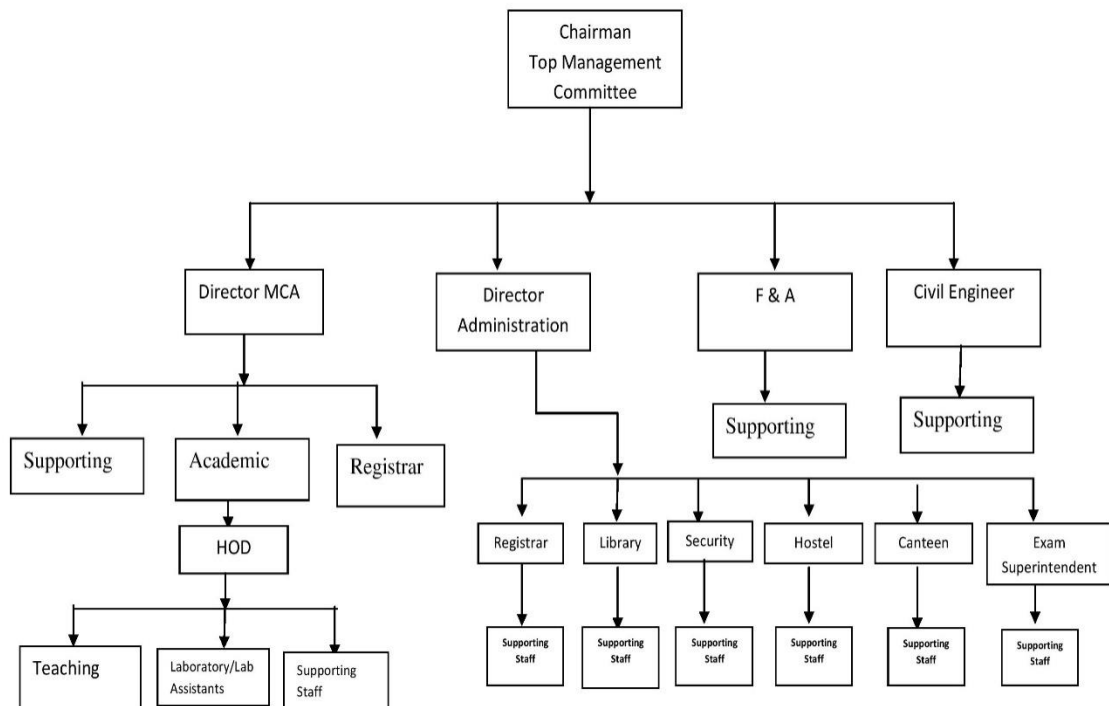 Chairman
Top Management
Committee
Director MCA
Director
Administration
F & A
Civil Engineer
Supporting
Supporting
Supporting
Academic
Registrar
Registrar
Library
Security
Hostel
Canteen
Exam
Superintendent
HOD
Supporting
Staff
Supporting
Staff
Supporting
Staff
Supporting
Staff
Supporting
Staff
Supporting
Staff
Teaching
Laboratory/Lab
Assistants
Supporting
Staff